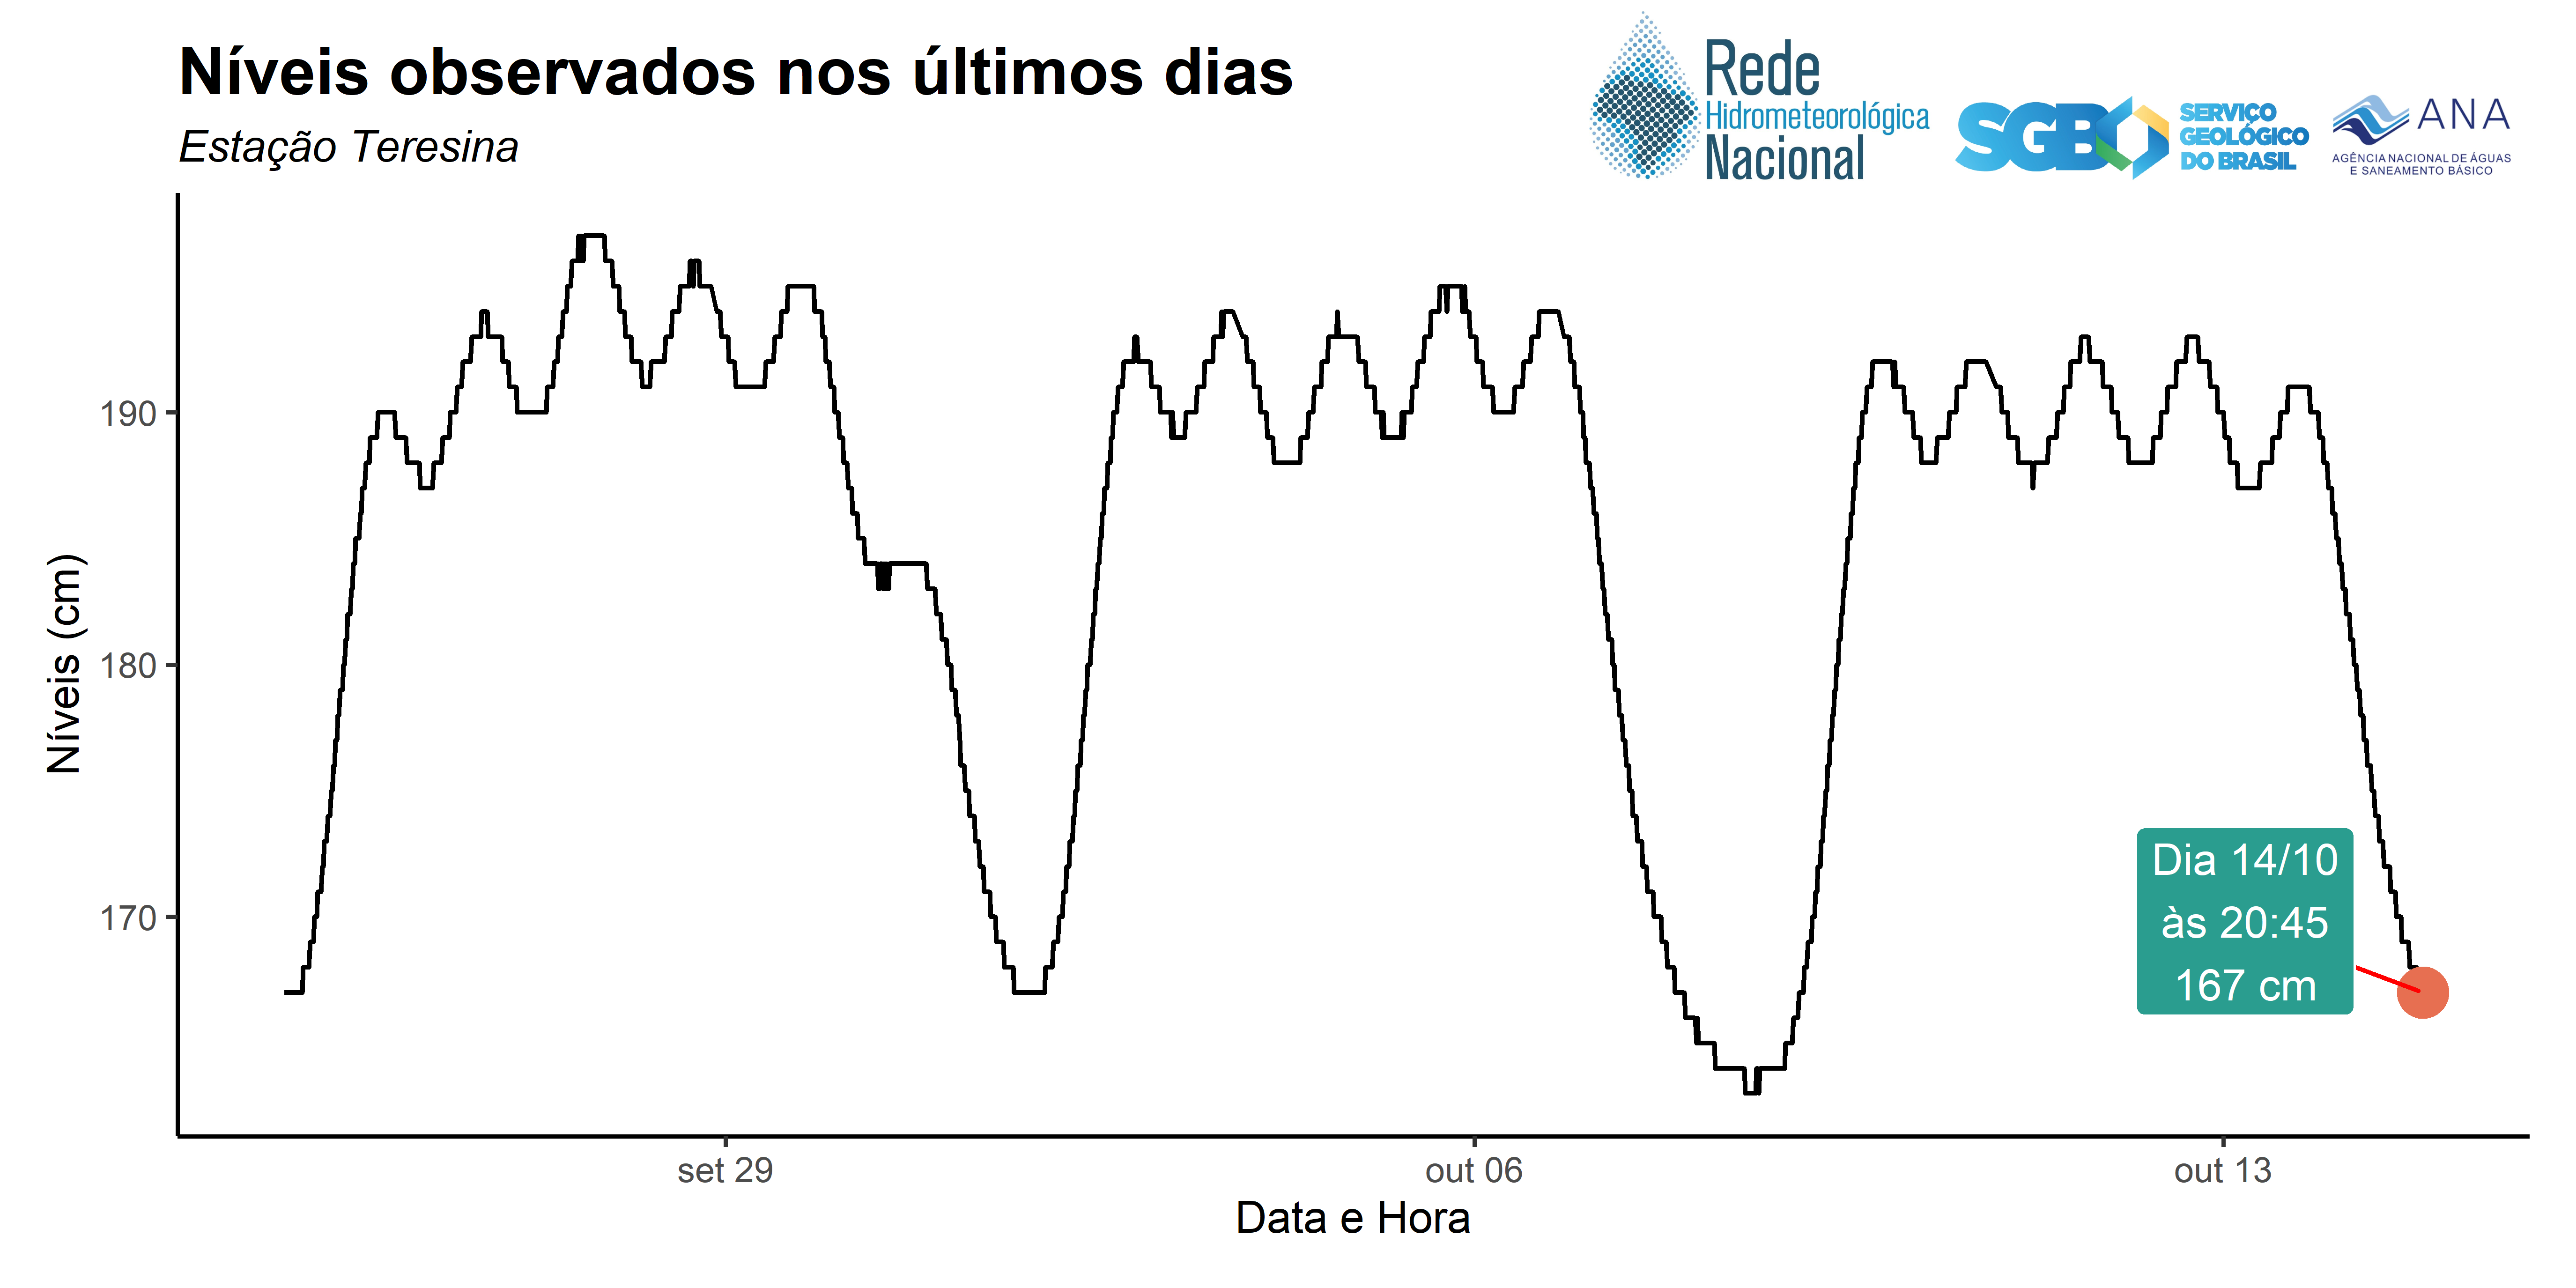 Níveis observados nos últimos dias
Estação Teresina
Rede
Hidrometeorológica
Nacional
SGB
SERVIÇO
GEOLÓGICO
DO BRASIL
ANA
AGÊNCIA NACIONAL DE ÁGUAS
E SANEAMENTO BÁSICO
Níveis (cm)
190
180
170
Dia 14/10
às 20:45
167 cm
set 29
out 06
out 13
Data e Hora